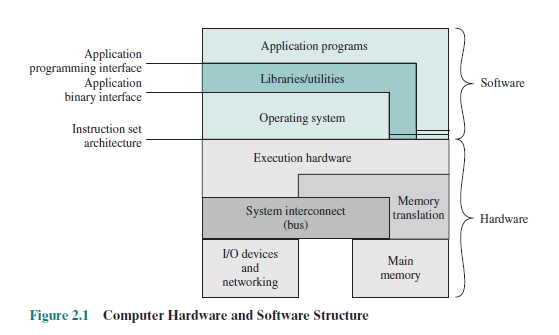 Application programs
Application
programming interface
Libraries/utilities
Software
Application
binary interface
Operating system
Instruction set
architecture
Execution hardware
Memory
translation
System interconnect
(bus)
Hardware
I/O devices
and
networking
Main
memory
Figure 2.1 Computer Hardware and Software Structure